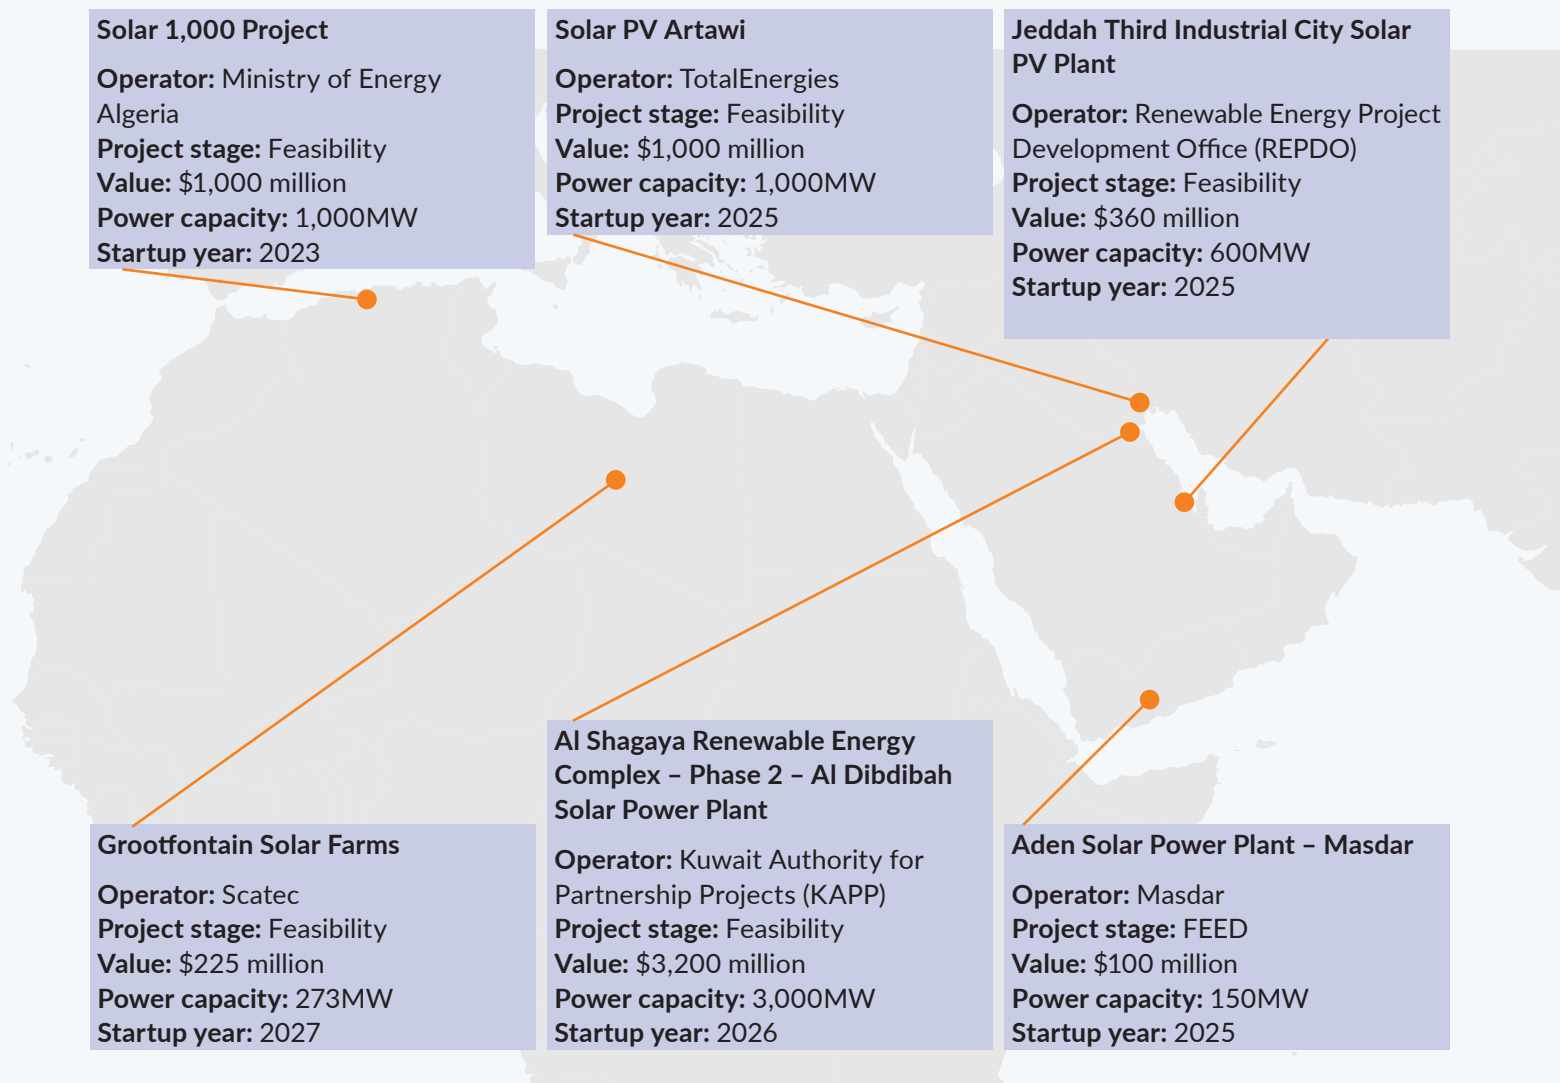 Solar 1,000 Project
Operator: Ministry of Energy
Algeria
Project stage: Feasibility
Value: $1,000 million
Power capacity: 1,000MW
Startup year: 2023
Solar PV Artawi
Operator: TotalEnergies
Project stage: Feasibility
Value: $1,000 million
Power capacity: 1,000MW
Startup year: 2025
Jeddah Third Industrial City Solar
PV Plant
Operator: Renewable Energy Project
Development Office (REPDO)
Project stage: Feasibility
Value: $360 million
Power capacity: 600MW
Startup year: 2025
Grootfontain Solar Farms
Operator: Scatec
Project stage: Feasibility
Value: $225 million
Power capacity: 273MW
Startup year: 2027
Al Shagaya Renewable Energy
Complex – Phase 2 – Al Dibdibah
Solar Power Plant
Operator: Kuwait Authority for
Partnership Projects (KAPP)
Project stage: Feasibility
Value: $3,200 million
Power capacity: 3,000MW
Startup year: 2026
Aden Solar Power Plant – Masdar
Operator: Masdar
Project stage: FEED
Value: $100 million
Power capacity: 150MW
Startup year: 2025